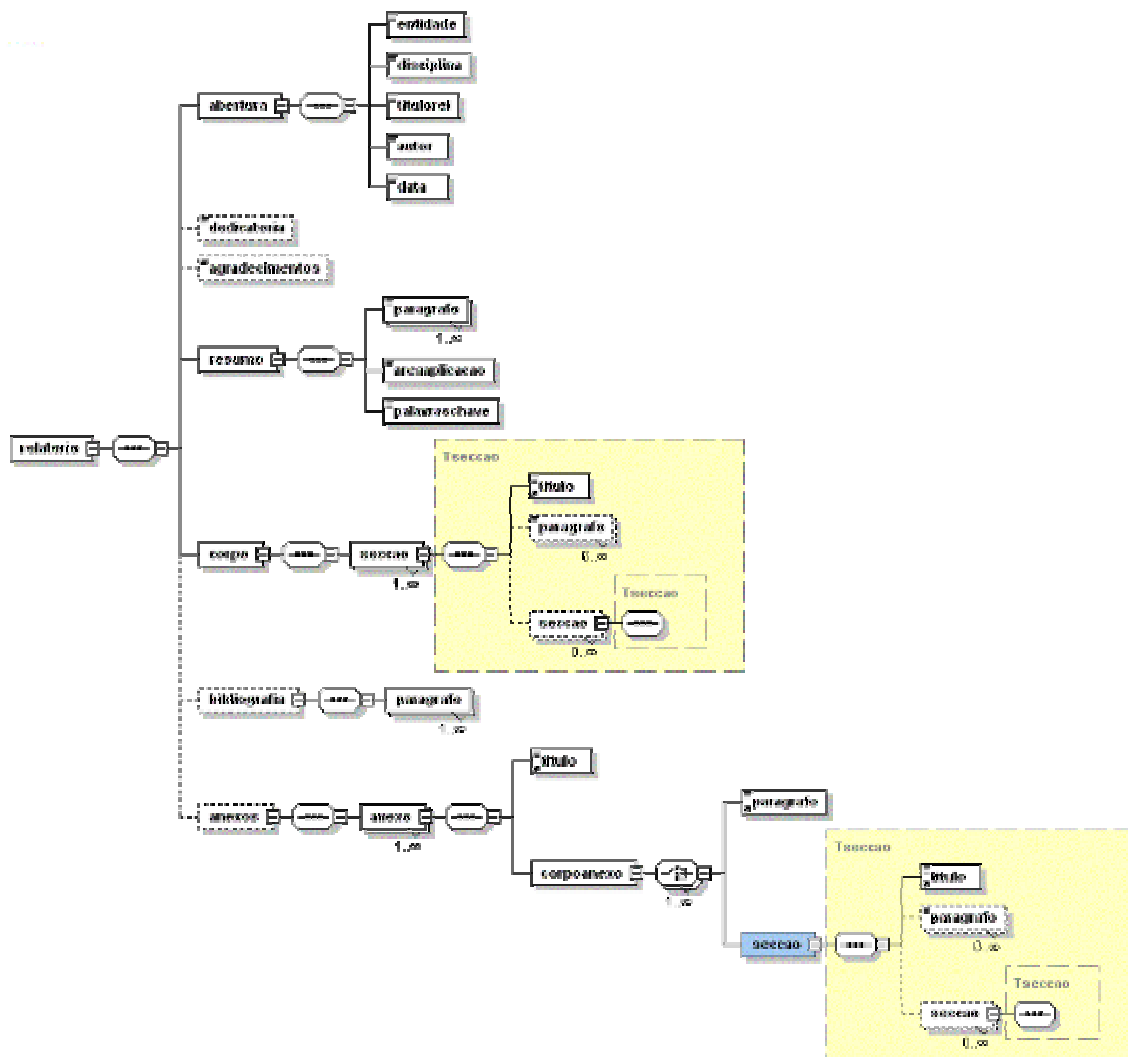 entidade
disciplina
abertura
titulorel
autor
data
dedicatoria
agradecimentos
paragrafo
1..∞
resumo
areaaplicacao
palavraschave
relatorio
Tseccao
titulo
paragrafo
0..∞
corpo
seccao
1..∞
Tseccao
seccao
0..∞
bibliografia
paragrafo
1..∞
titulo
anexos
anexo
1..∞
paragrafo
corpoanexo
1..∞
Tseccao
titulo
paragrafo
0..∞
seccao
Tseccao
seccao
0..∞